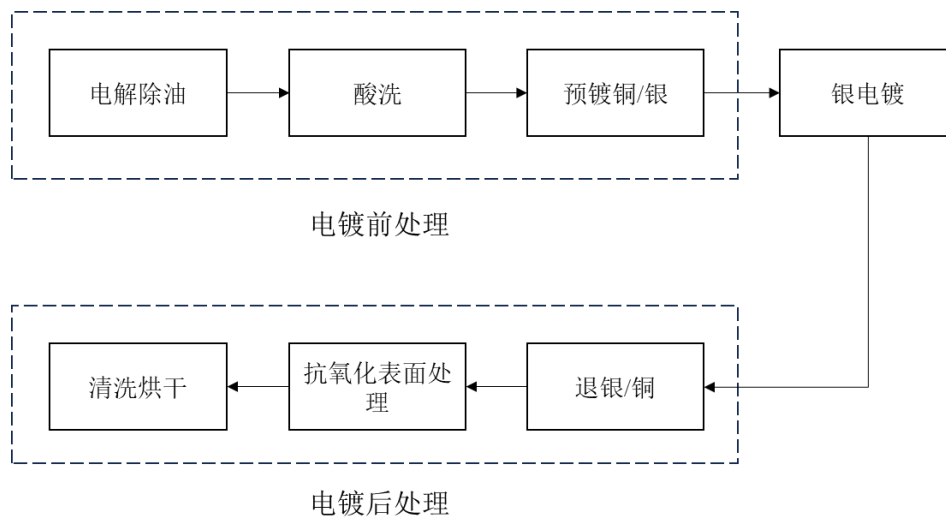 电解除油
酸洗
预镀铜/银
银电镀
电镀前处理
清洗烘干
抗氧化表面处
理
退银/铜
电镀后处理